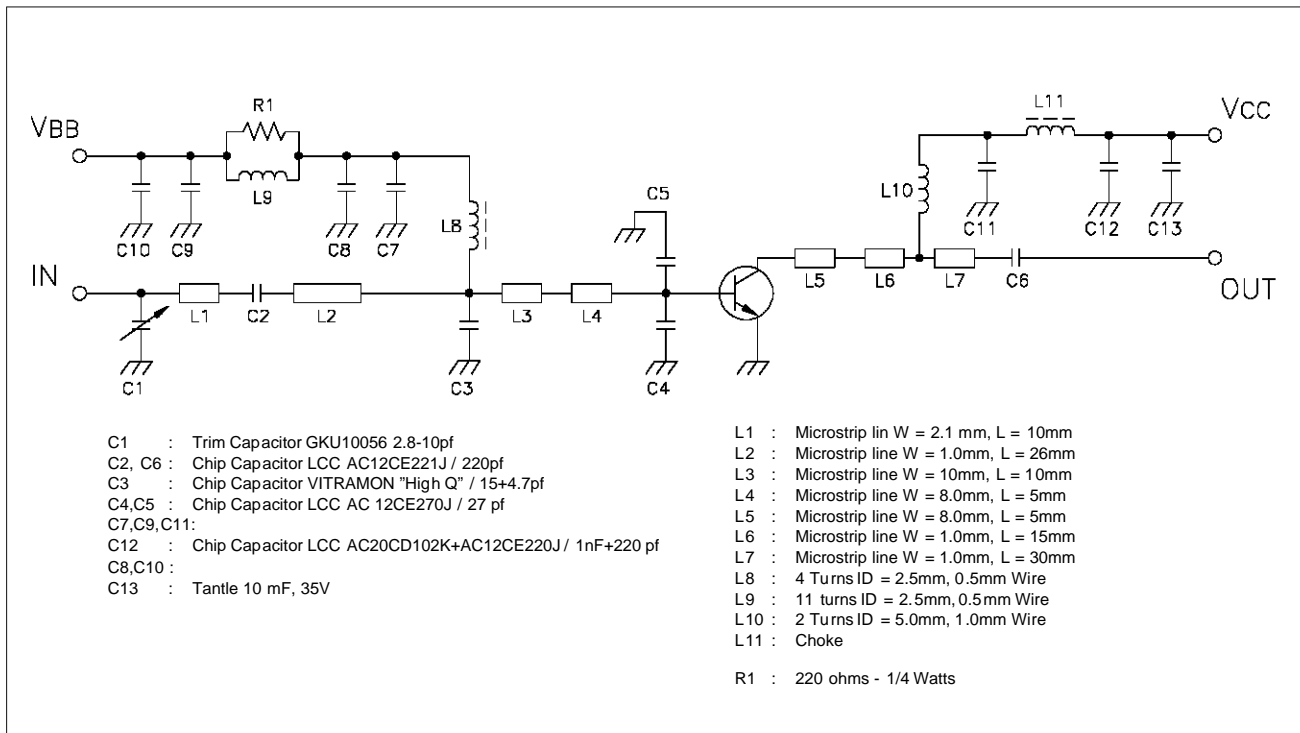 R1
L11
VBB
VCC
L9
L10
C5
L8
C10
C9
C8
C7
C11
C12
C13
IN
L1
C2
L2
L3
L4
L5
L6
L7
C6
OUT
C1
C3
C4
C1 : Trim Capacitor GKU10056 2.8-10pf
C2, C6 : Chip Capacitor LCC AC12CE221J / 220pf
C3 : Chip Capacitor VITRAMON "High Q" / 15+4.7pf
C4,C5 : Chip Capacitor LCC AC 12CE270J / 27 pf
C7,C9,C11:
C12 : Chip Capacitor LCC AC20CD102K+AC12CE220J / 1nF+220 pf
C8,C10 :
C13 : Tantle 10 mF, 35V
L1 : Microstrip lin W = 2.1 mm, L = 10mm
L2 : Microstrip line W = 1.0mm, L = 26mm
L3 : Microstrip line W = 10mm, L = 10mm
L4 : Microstrip line W = 8.0mm, L = 5mm
L5 : Microstrip line W = 8.0mm, L = 5mm
L6 : Microstrip line W = 1.0mm, L = 15mm
L7 : Microstrip line W = 1.0mm, L = 30mm
L8 : 4 Turns ID = 2.5mm, 0.5mm Wire
L9 : 11 turns ID = 2.5mm, 0.5mm Wire
L10 : 2 Turns ID = 5.0mm, 1.0mm Wire
L11 : Choke
R1 : 220 ohms - 1/4 Watts